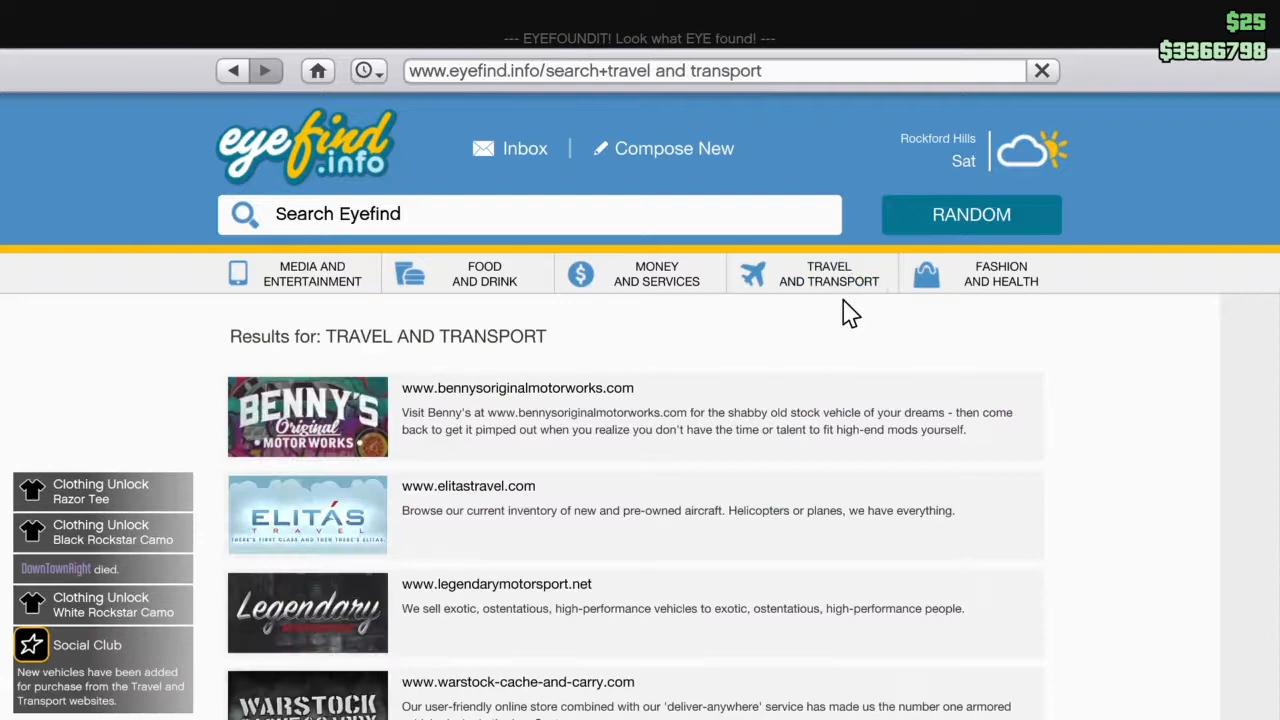 $25
--- EYEFOUNDIT! Look what EYE found! ---
$3366798
www.eyefind.info/search+travel and transport
eyefind
.info
Inbox
Compose New
Rockford Hills
Sat
Search Eyefind
RANDOM
MEDIA AND
ENTERTAINMENT
FOOD
AND DRINK
MONEY
AND SERVICES
TRAVEL
AND TRANSPORT
FASHION
AND HEALTH
Results for: TRAVEL AND TRANSPORT
BENNY'S
Original
MOTOR WORKS
www.bennysoriginalmotorworks.com
Visit Benny's at www.bennysoriginalmotorworks.com for the shabby old stock vehicle of your dreams - then come
back to get it pimped out when you realize you don't have the time or talent to fit high-end mods yourself.
ELITÁS
TRAVEL
THERE'S FIRST CLASS AND THEN THERE'S ELITAS
www.elitastravel.com
Browse our current inventory of new and pre-owned aircraft. Helicopters or planes, we have everything.
Legendary
www.legendarymotorsport.net
We sell exotic, ostentatious, high-performance vehicles to exotic, ostentatious, high-performance people.
WARSTOCK
www.warstock-cache-and-carry.com
Our user-friendly online store combined with our 'deliver-anywhere' service has made us the number one armored
Clothing Unlock
Razor Tee
Clothing Unlock
Black Rockstar Camo
DownTownRight died.
Clothing Unlock
White Rockstar Camo
Social Club
New vehicles have been added
for purchase from the Travel and
Transport websites.